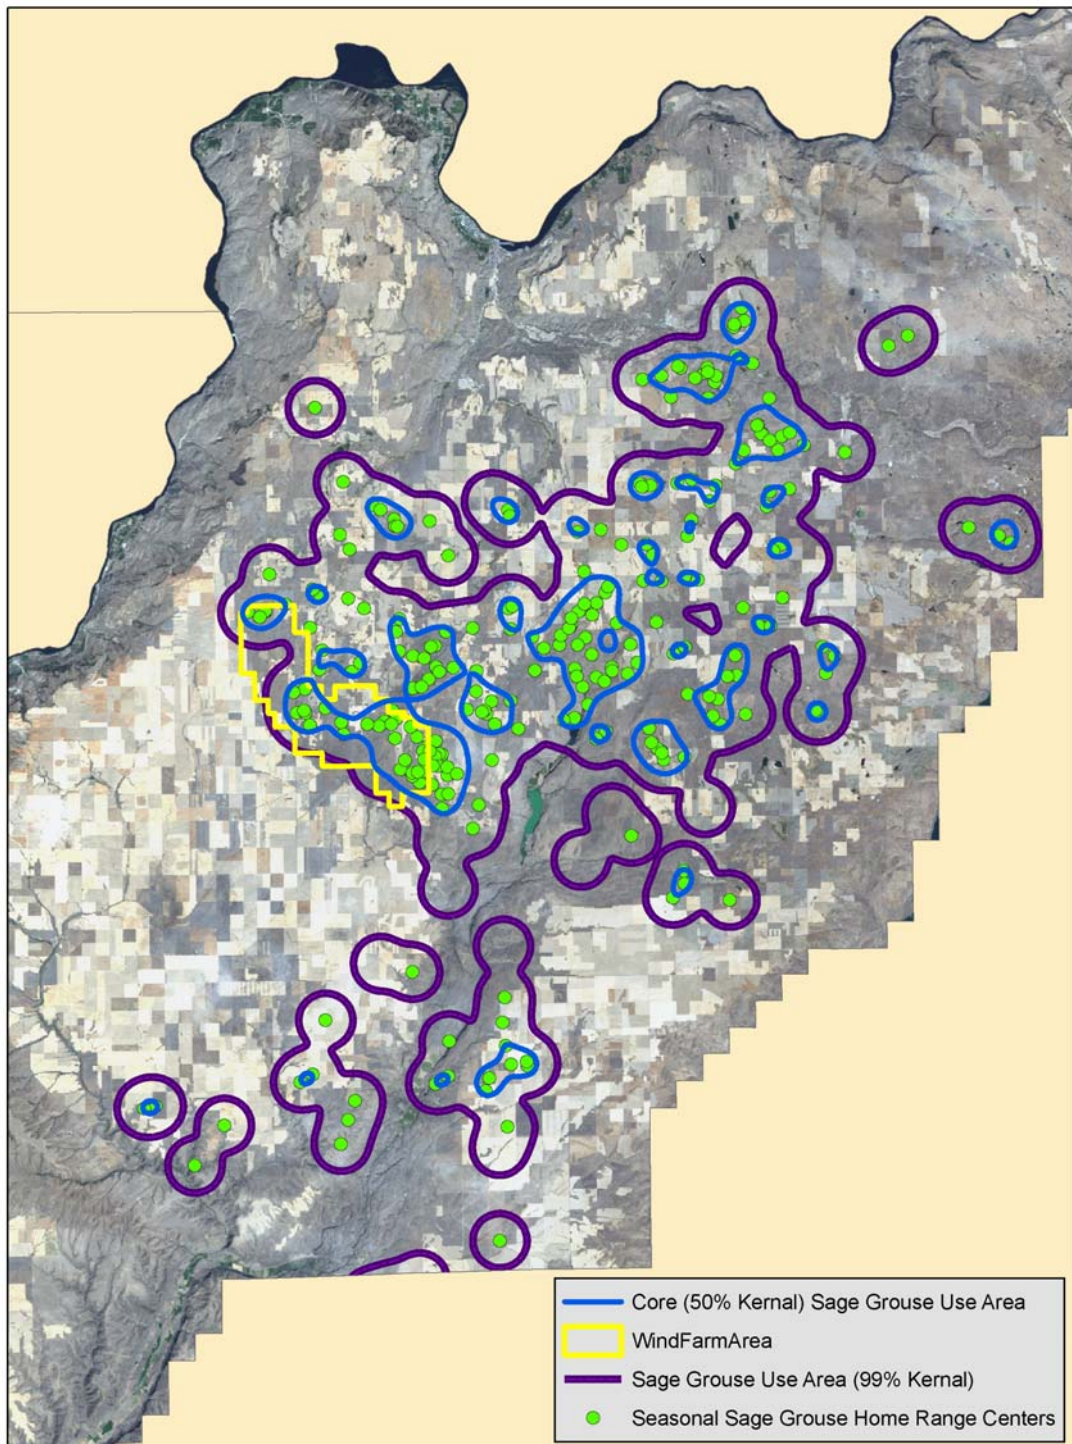 Core (50% Kernal) Sage Grouse Use Area
WindFarmArea
Sage Grouse Use Area (99% Kernal)
Seasonal Sage Grouse Home Range Centers